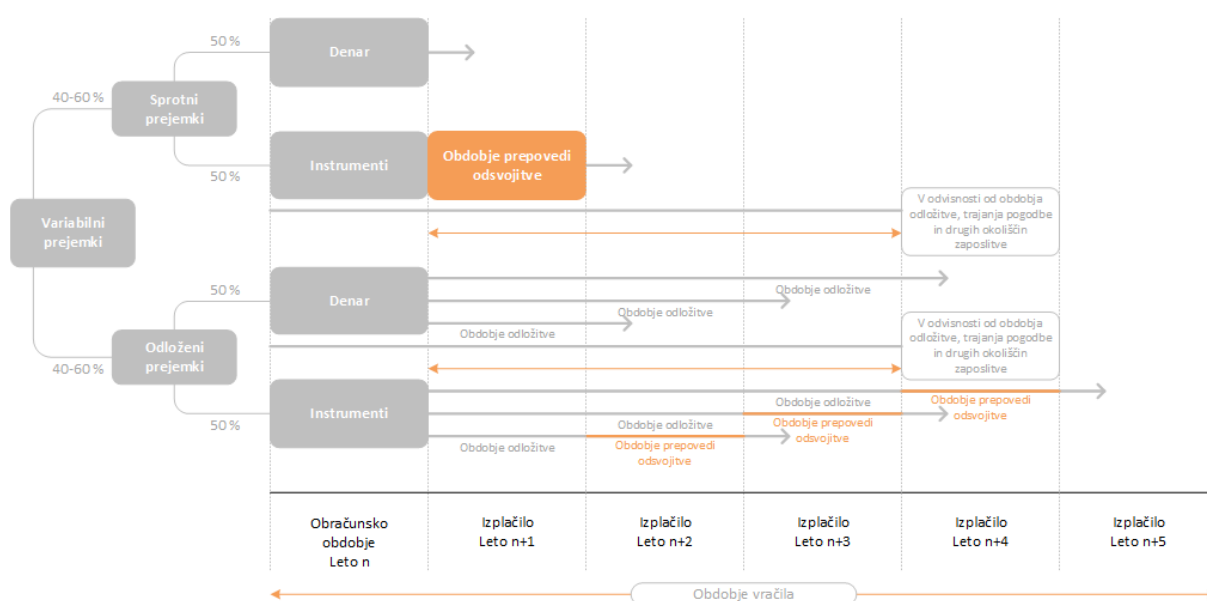 50 %
Denar
40-60 %
Sprotni
prejemki
50 %
Instrumenti
Obdobje prepovedi
odsvojitve
Variabilni
prejemki
V odvisnosti od obdobja
odložitve, trajanja pogodbe
in drugih okoliščin
zaposlitve
50 %
Denar
Obdobje odložitve
Obdobje odložitve
Obdobje odložitve
40-60 %
Odloženi
prejemki
V odvisnosti od obdobja
odložitve, trajanja pogodbe
in drugih okoliščin
zaposlitve
50 %
Instrumenti
Obdobje odložitve
Obdobje prepovedi
odsvojitve
Obdobje odložitve
Obdobje prepovedi
odsvojitve
Obdobje odložitve
Obdobje prepovedi
odsvojitve
Obračunsko
obdobje
Leto n
Izplačilo
Leto n+1
Izplačilo
Leto n+2
Izplačilo
Leto n+3
Izplačilo
Leto n+4
Izplačilo
Leto n+5
Obdobje vračila